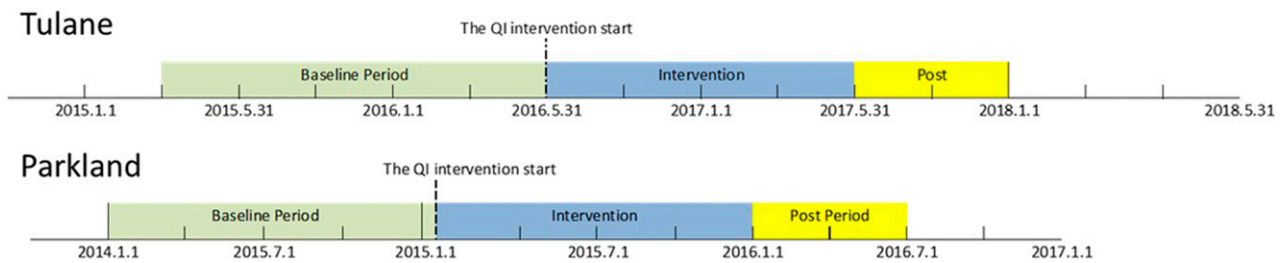 Tulane
The QI intervention start
Baseline Period Intervention Post
2015.1.1 2015.5.31 2016.1.1 2016.5.31 2017.1.1 2017.5.31 2018.1.1 2018.5.31
Parkland
The QI intervention start
Baseline Period Intervention Post Period
2014.1.1 2015.7.1 2015.1.1 2015.7.1 2016.1.1 2016.7.1 2017.1.1